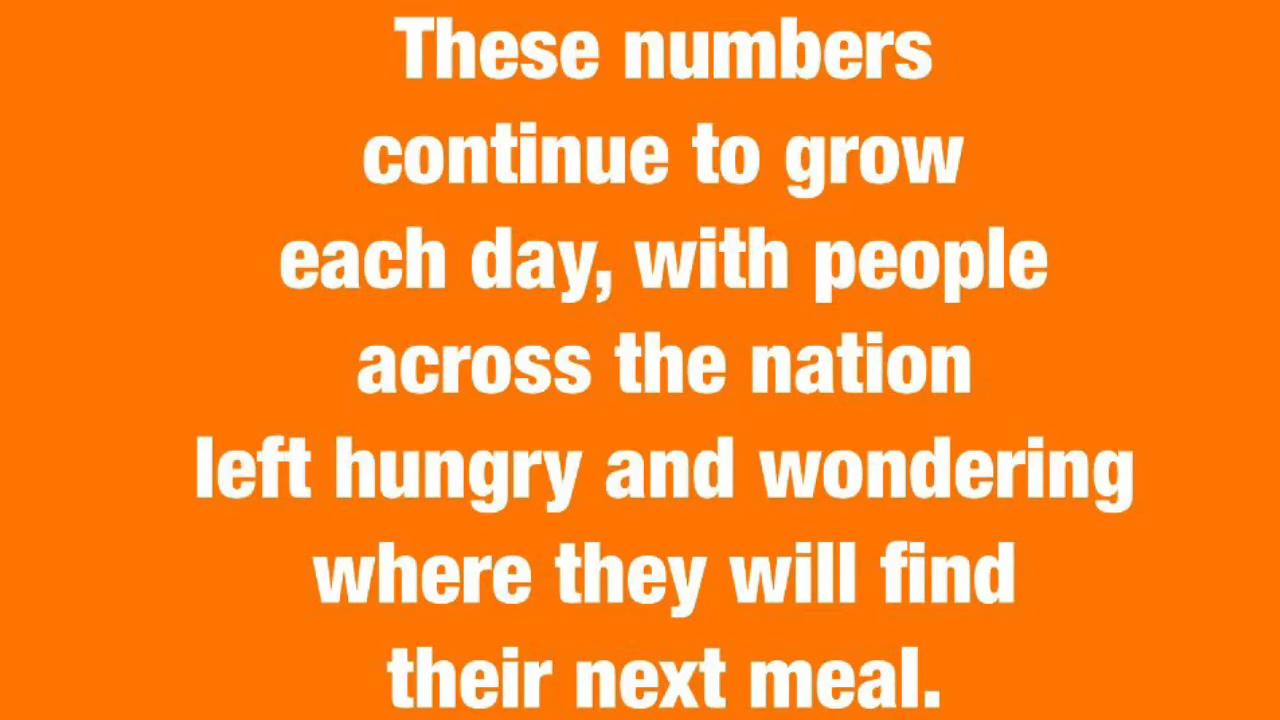 These numbers
continue to grow
each day, with people
across the nation
left hungry and wondering
where they will find
their next meal.